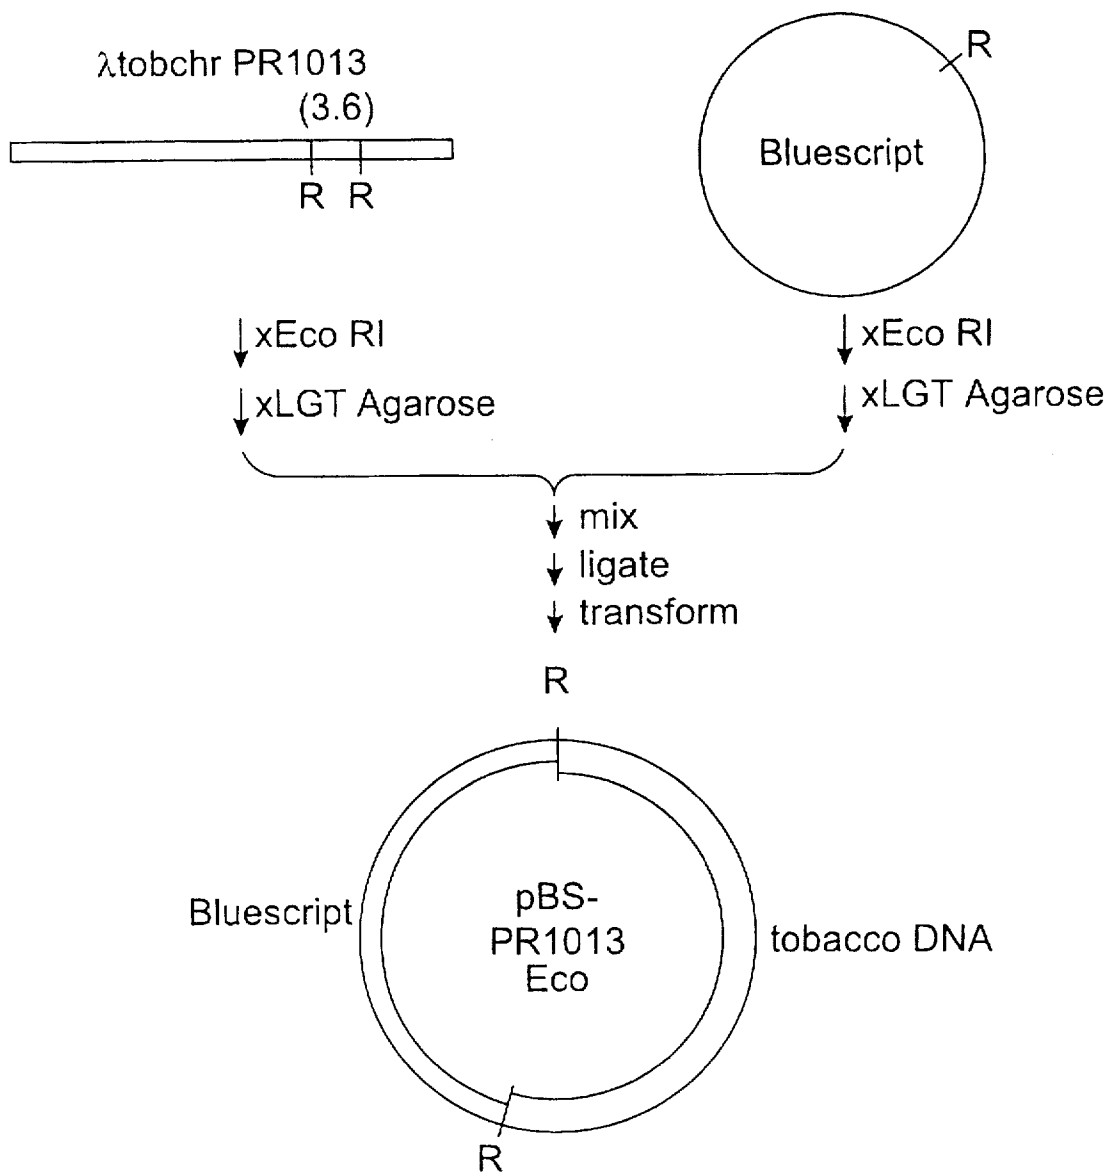 λtobchr PR1013
(3.6)
R R
R
Bluescript
xEco RI
xLGT Agarose
xEco RI
xLGT Agarose
mix
ligate
transform
R
Bluescript
pBS-
PR1013
Eco
tobacco DNA
R